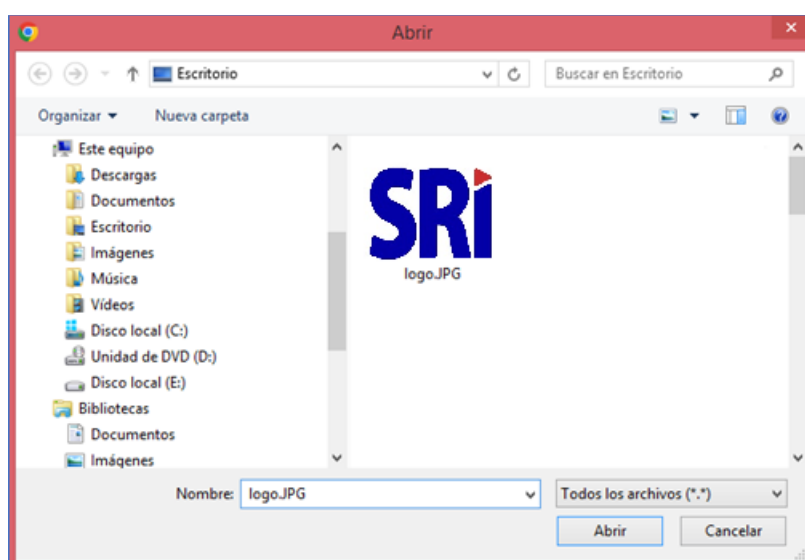 Abrir
Escritorio
Buscar en Escritorio
Organizar
Nueva carpeta
Este equipo
Descargas
Documentos
Escritorio
Imágenes
Música
Vídeos
Disco local (C:)
Unidad de DVD (D:)
Disco local (E:)
Bibliotecas
Documentos
Imágenes
SRi
logo.JPG
Nombre: logo.JPG
Todos los archivos (*.*)
Abrir
Cancelar